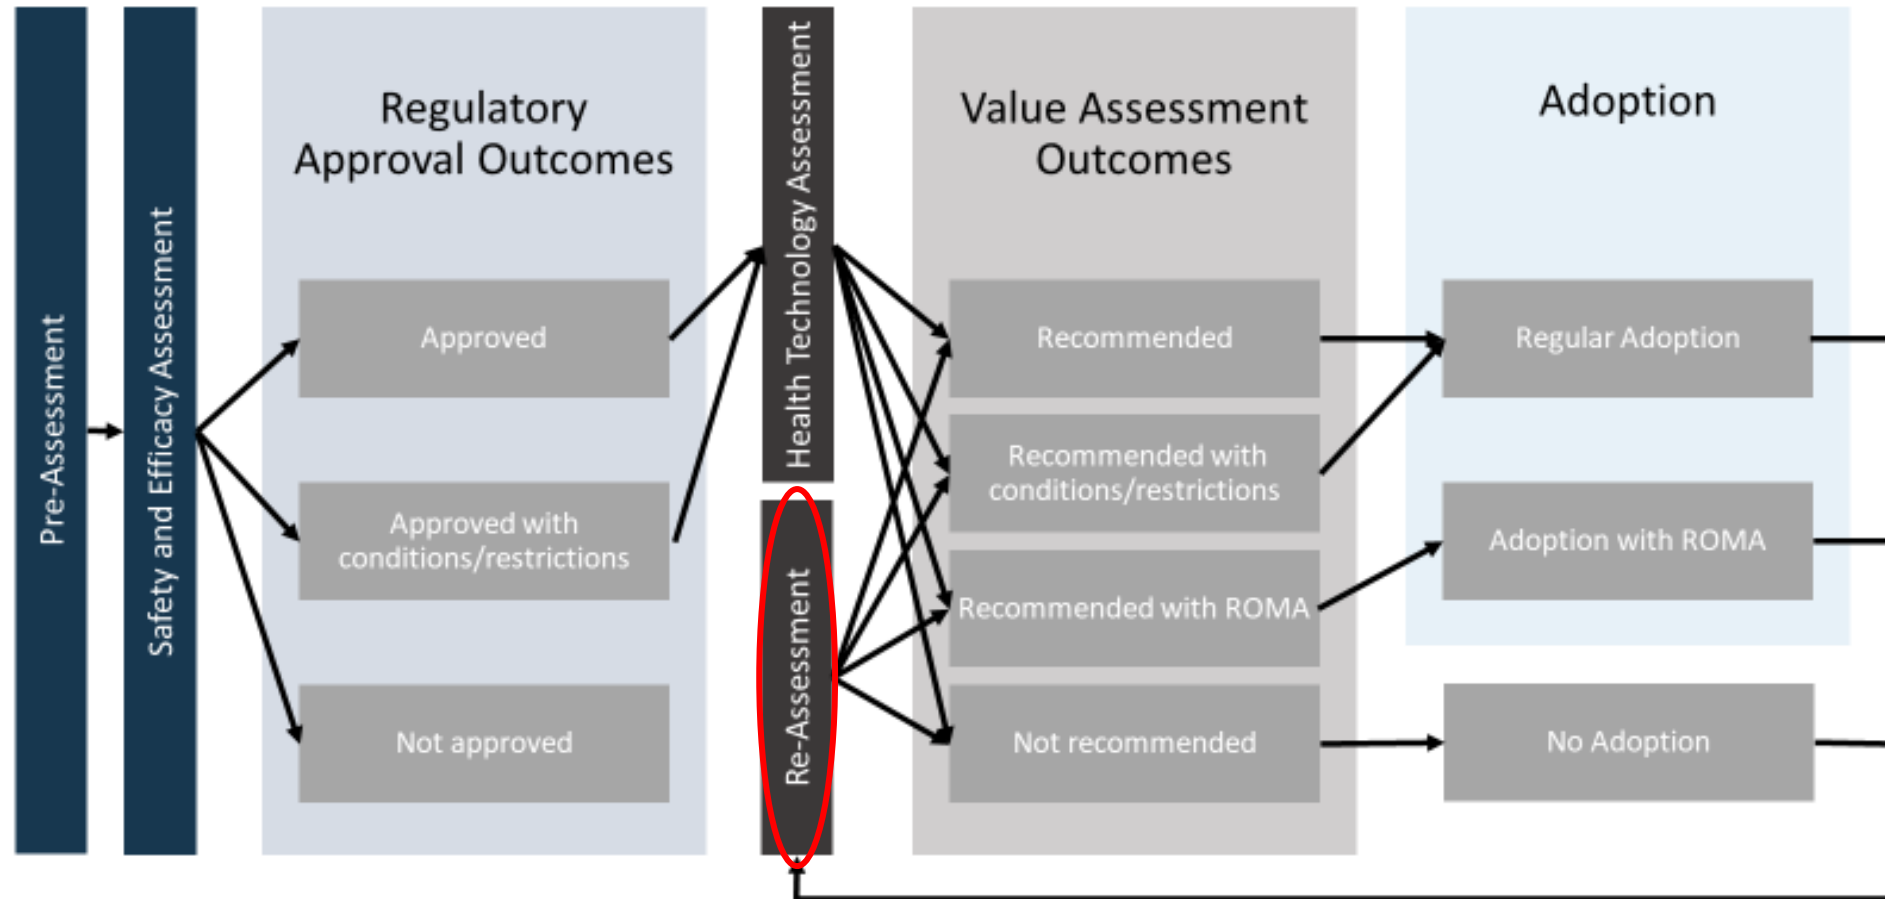 Pre-Assessment
Safety and Efficacy Assessment
Regulatory
Approval Outcomes
Approved
Approved with
conditions/restrictions
Not approved
Health Technology Assessment
Re-Assessment
Value Assessment
Outcomes
Recommended
Recommended with
conditions/restrictions
Recommended with ROMA
Not recommended
Adoption
Regular Adoption
Adoption with ROMA
No Adoption